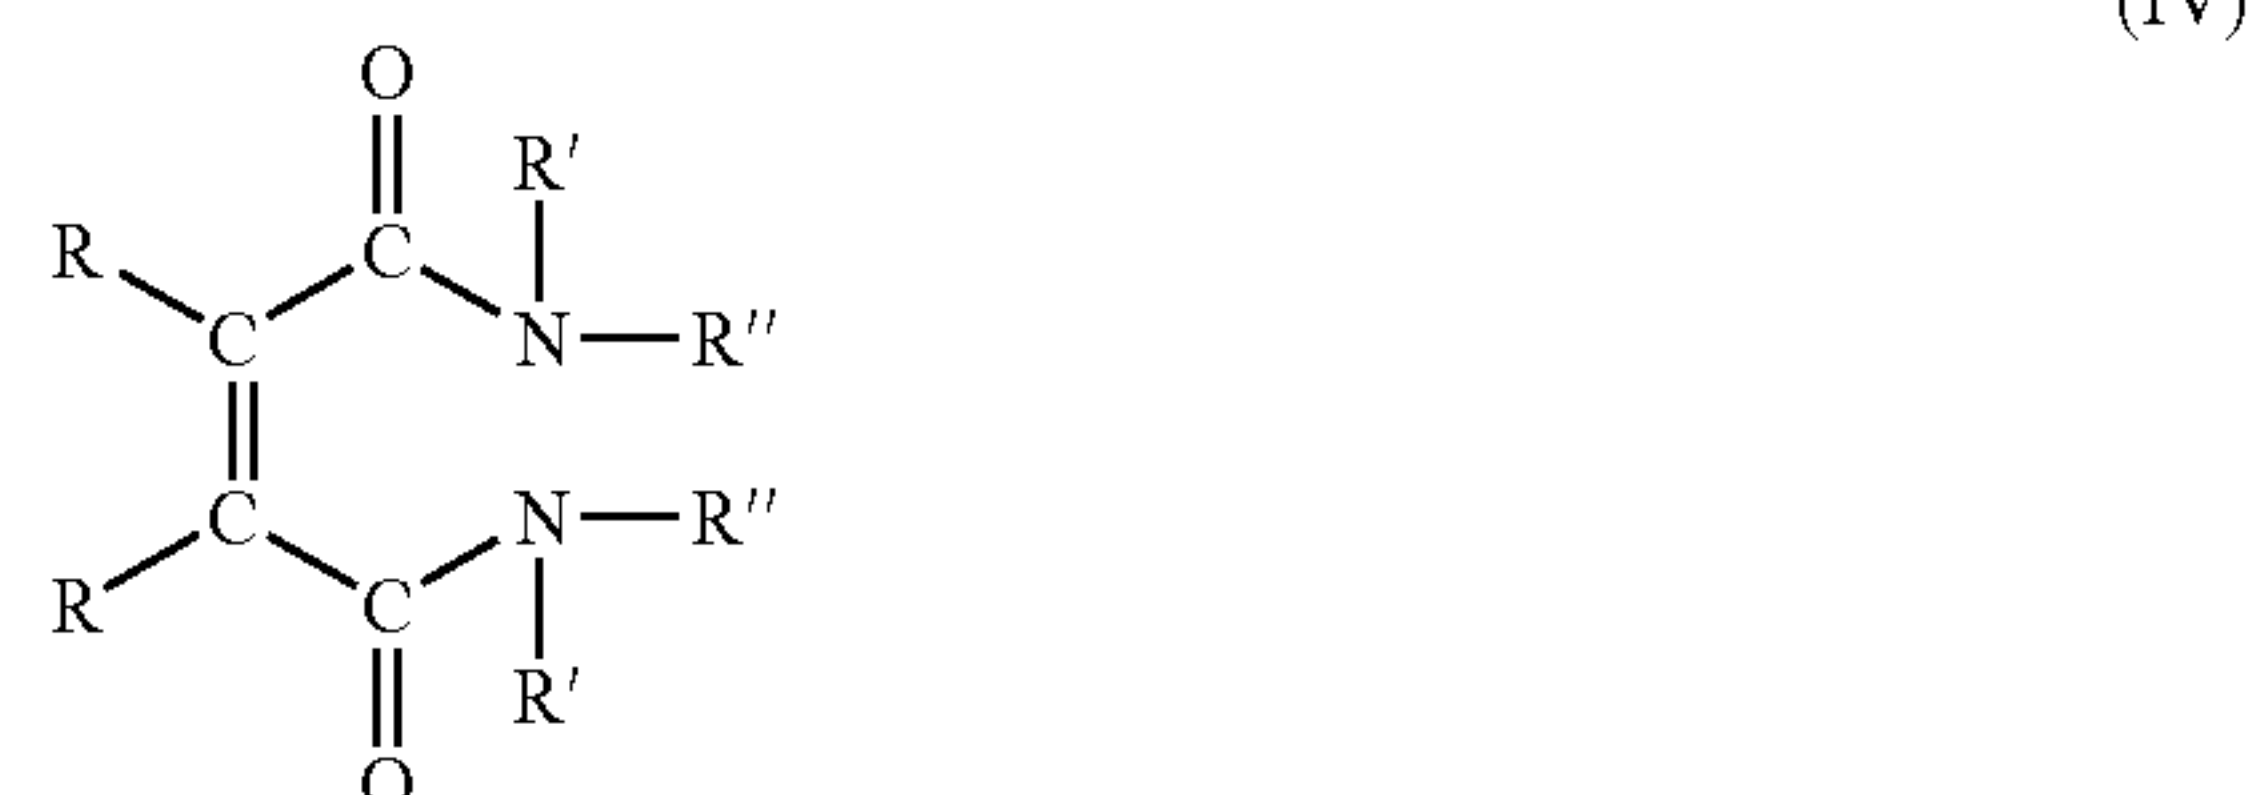 (IV)
O
R'
R C
C N—R"
C N—R"
R C
R'
O